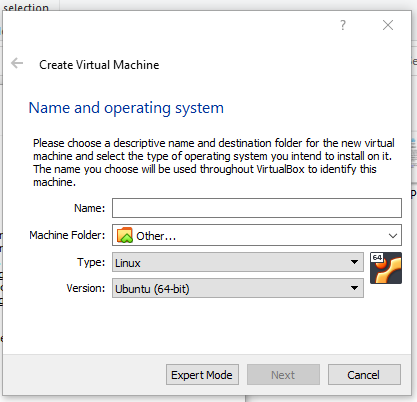 selection
?
Create Virtual Machine
Name and operating system
Please choose a descriptive name and destination folder for the new virtual
machine and select the type of operating system you intend to install on it.
The name you choose will be used throughout VirtualBox to identify this
machine.
Name:
Machine Folder: Other...
Type: Linux
64
Version: Ubuntu (64-bit)
Expert Mode Next Cancel